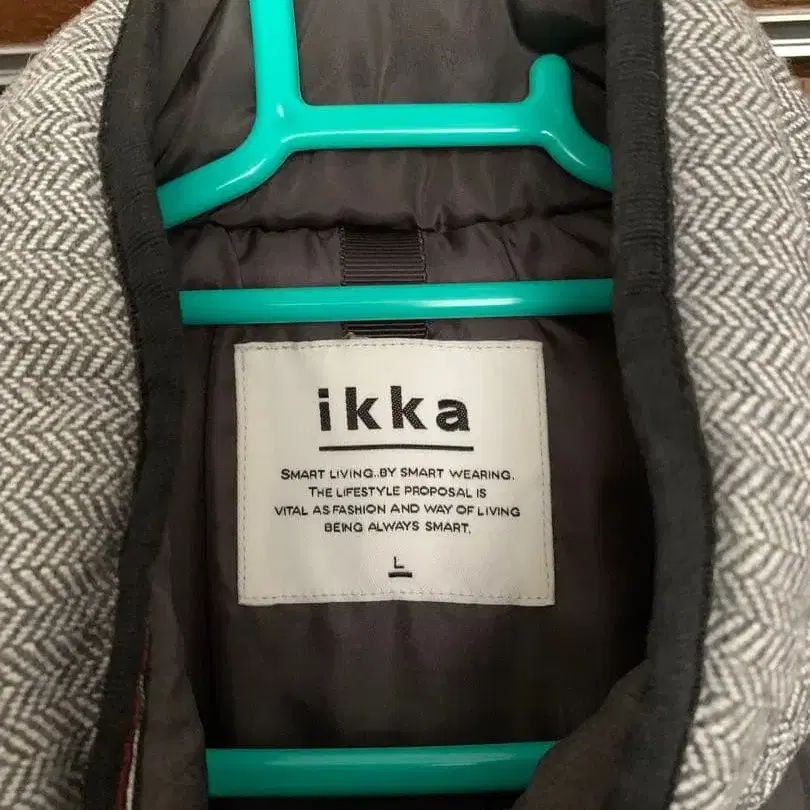 ikka
SMART LIVING..BY SMART WEARING.
THE LIFESTYLE PROPOSAL IS
VITAL AS FASHION AND WAY OF LIVING
BEING ALWAYS SMART.
L